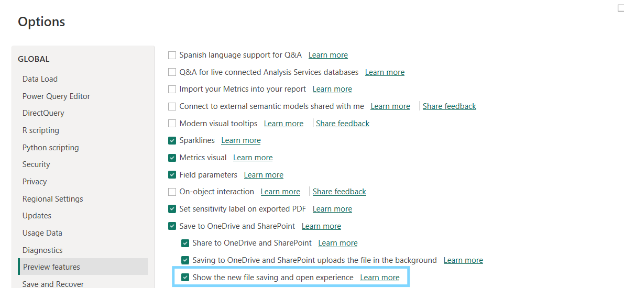 Options
GLOBAL
Data Load
Power Query Editor
DirectQuery
R scripting
Python scripting
Security
Privacy
Regional Settings
Updates
Usage Data
Diagnostics
Preview features
Save and Recover
Spanish language support for Q&A Learn more
Q&A for live connected Analysis Services databases Learn more
Import your Metrics into your report Learn more
Connect to external semantic models shared with me Learn more Share feedback
Modern visual tooltips Learn more Share feedback
Sparklines Learn more
Metrics visual Learn more
Field parameters Learn more
On-object interaction Learn more Share feedback
Set sensitivity label on exported PDF Learn more
Save to OneDrive and SharePoint Learn more
Share to OneDrive and SharePoint Learn more
Saving to OneDrive and SharePoint uploads the file in the background Learn more
Show the new file saving and open experience Learn more